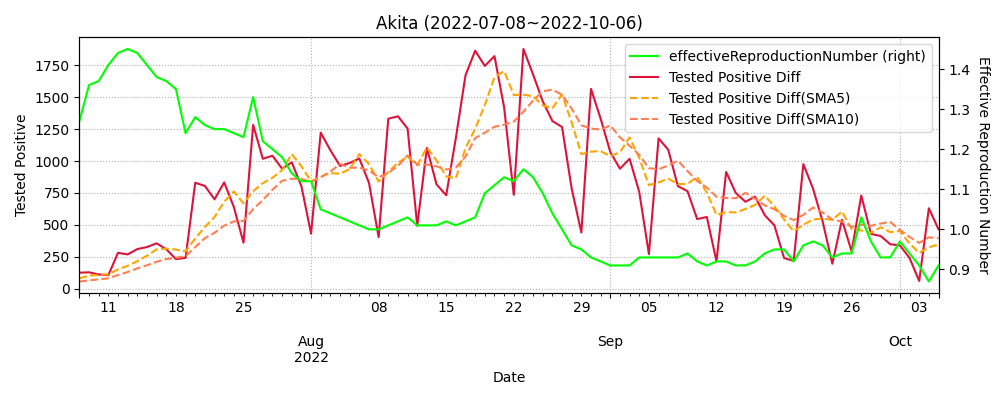 Akita (2022-07-08~2022-10-06)
effectiveReproductionNumber (right)
Tested Positive Diff
Tested Positive Diff(SMA5)
Tested Positive Diff(SMA10)
Tested Positive
1750
1500
1250
1000
750
500
250
0
1.4
1.3
1.2
1.1
1.0
0.9
Effective Reproduction Number
11 18 25 08 15 22 29 05 12 19 26 03
Aug Sep Oct
2022
Date